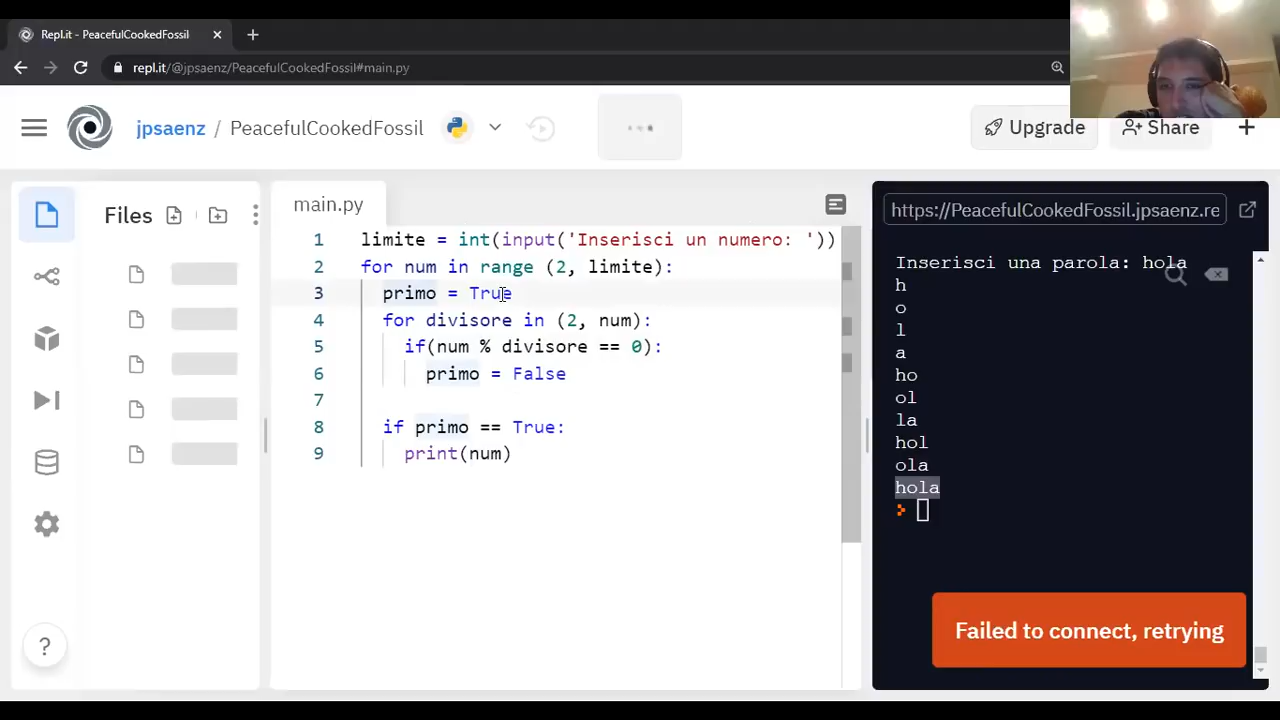 Repl.it - PeacefulCookedFossil
repl.it/@jpsaenz/PeacefulCookedFossil#main.py
jpsaenz / PeacefulCookedFossil
Upgrade
Share
Files
main.py
https://PeacefulCookedFossil.jpsaenz.re
1 limite = int(input('Inserisci un numero: '))
2 for num in range (2, limite):
3 primo = True
4 for divisore in (2, num):
5 if(num % divisore == 0):
6 primo = False
7
8 if primo == True:
9 print(num)
Inserisci una parola: hola
h
o
l
a
ho
ol
la
hol
ola
hola
Failed to connect, retrying
?